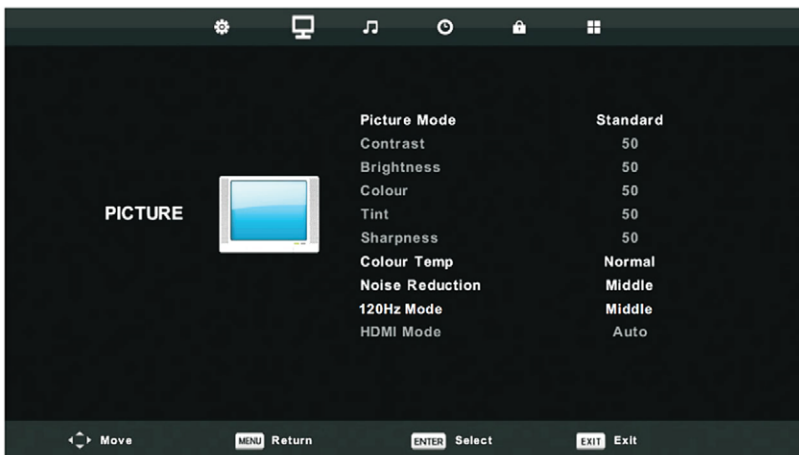 PICTURE
Picture Mode Standard
Contrast 50
Brightness 50
Colour 50
Tint 50
Sharpness 50
Colour Temp Normal
Noise Reduction Middle
120Hz Mode Middle
HDMI Mode Auto
Move MENU Return ENTER Select EXIT Exit